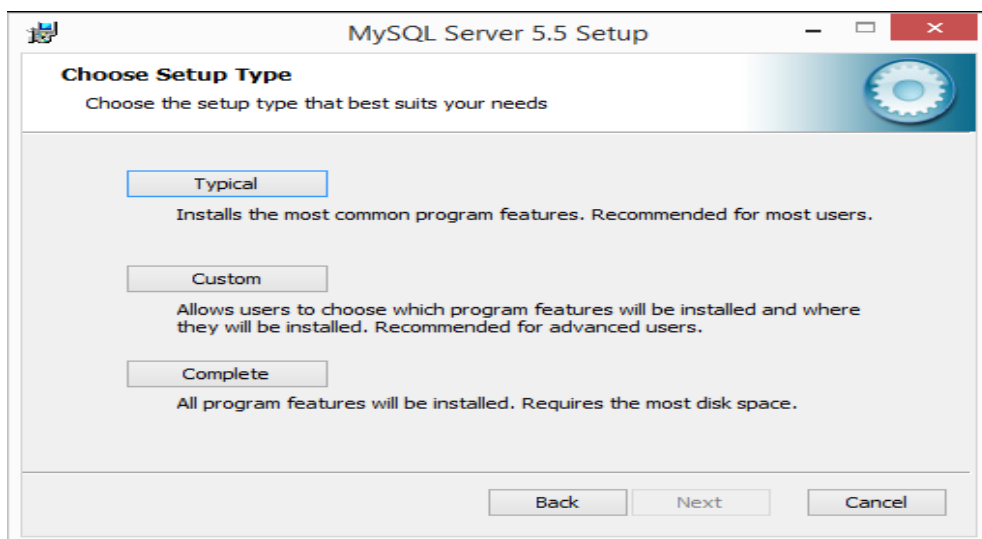 MySQL Server 5.5 Setup
Choose Setup Type
Choose the setup type that best suits your needs
Typical
Installs the most common program features. Recommended for most users.
Custom
Allows users to choose which program features will be installed and where
they will be installed. Recommended for advanced users.
Complete
All program features will be installed. Requires the most disk space.
Back
Next
Cancel